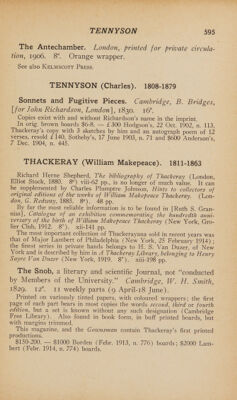 TENNYSON 595
The Antechamber. London, printed for private circula-
tion, 1906. 8°. Orange wrapper.
See also KELMSCOTT PRESS.
TENNYSON (Charles). 1808-1879
Sonnets and Fugitive Pieces. Cambridge, B. Bridges,
[for John Richardson, London], 1830. 16°.
Copies exist with and without Richardson's name in the imprint.
In orig. brown boards $6-8. — £300 Hodgson's, 22 Oct. 1902, n. 113,
Thackeray's copy with 3 sketches by him and an autograph poem of 12
verses, resold £140, Sotheby's, 17 June 1903, n. 71 and $600 Anderson's,
7 Dec. 1904, n. 445.
THACKERAY (William Makepeace). 1811-1863
Richard Herne Shepherd, The bibliography of Thackeray (London,
Elliot Stock, 1880. 8°) viii-62 pp., is no longer of much value. It can
be supplemented by Charles Plumptre Johnson, Hints to collectors of
original editions of the works of William Makepeace Thackeray. (Lon-
don, G. Redway, 1885. 8°). 48 pp.
By far the most reliable information is to be found in [Ruth S. Gran-
niss], Catalogue of an exhibition commemorating the hundredth anni-
versary of the birth of William Makepeace Thackeray (New York, Gro-
lier Club, 1912. 8°). xii-141 pp.
The most important collection of Thackerayana sold in recent years was
that of Major Lambert of Philadelphia (New York, 25 February 1914);
the finest series in private hands belongs to H. S. Van Duzer, of New
York and is described by him in A Thackeray Library, belonging to Henry
Sayre Van Duzer (New York, 1919. 8°). xiii-198 pp.
The Snob, a literary and scientific Journal, not "conducted
by Members of the University." Cambridge, W. H. Smith,
1829. 12°. 11 weekly parts (9 April-18 June).
Printed on variously tinted papers, with coloured wrappers; the first
page of each part bears in most copies the words second, third or fourth
edition, but a set is known without any such designation (Cambridge
Free Library). Also found in book form, in buff printed boards, but
with margins trimmed.
This magazine, and the Gownsman contain Thackeray's first printed
productions.
$150-200. — $1000 Borden (Febr. 1913, n. 776) boards; $2000 Lam-
bert (Febr. 1914, n. 774) boards.